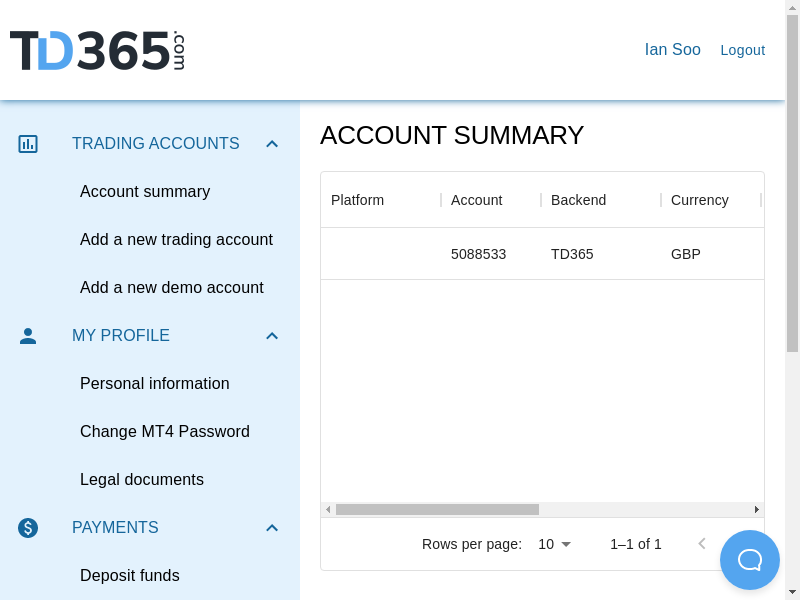 TD365.com
Ian Soo
Logout
TRADING ACCOUNTS
Account summary
Add a new trading account
Add a new demo account
MY PROFILE
Personal information
Change MT4 Password
Legal documents
PAYMENTS
Deposit funds
ACCOUNT SUMMARY
Platform Account Backend Currency
5088533 TD365 GBP
Rows per page: 10 1–1 of 1